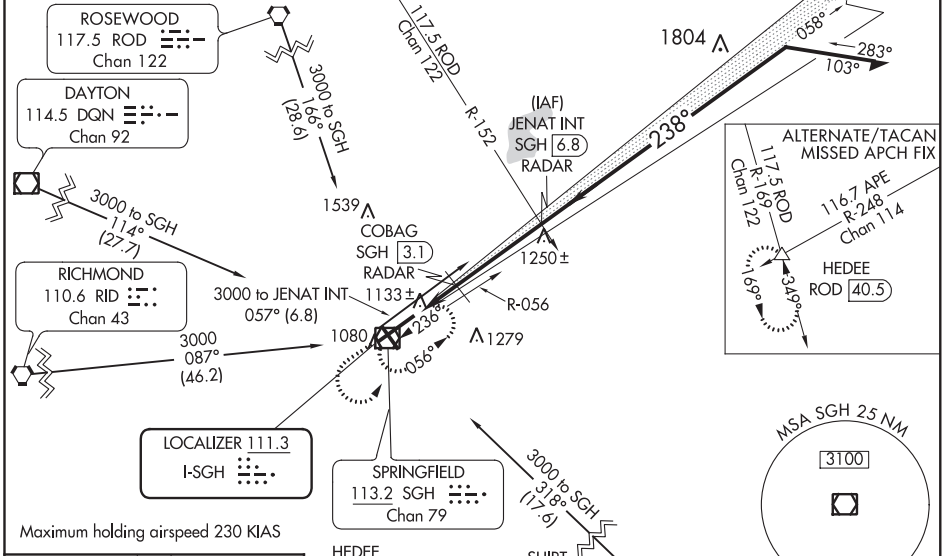 ROSEWOOD
117.5 ROD
Chan 122
DAYTON
114.5 DQN
Chan 92
3000 to SGH
166°
(28.6)
117.5 ROD
Chan 122
R-152
1804
058°
283°
103°
238°
(IAF)
JENAT INT
SGH 6.8
RADAR
ALTERNATE/TACAN
MISSED APCH FIX
117.5 ROD
R-169
Chan 122
116.7 APE
R-248
Chan 114
HEDEE
ROD 40.5
169°
349°
3000 to SGH
114°
(27.7)
1539
COBAG
SGH 3.1
RADAR
1250±
RICHMOND
110.6 RID
Chan 43
3000 to JENAT INT
057° (6.8)
1133±
R-056
236°
1080
056°
1279
3000
087°
(46.2)
LOCALIZER 111.3
I-SGH
SPRINGFIELD
113.2 SGH
Chan 79
3000 to SGH
318°
(17.6)
MSA SGH 25 NM
3100
Maximum holding airspeed 230 KIAS
HEDEE